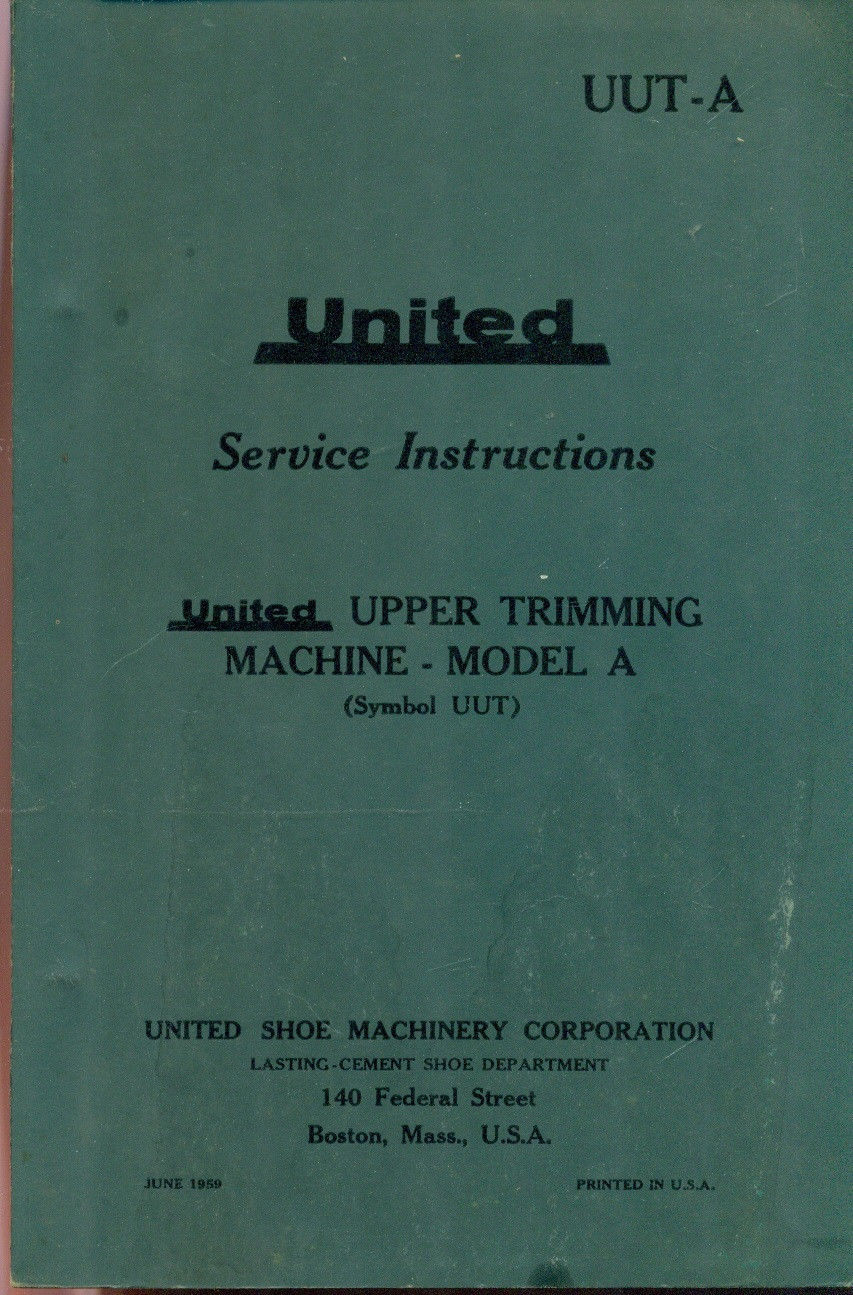 UUT-A
United
Service Instructions
United UPPER TRIMMING
MACHINE - MODEL A
(Symbol UUT)
UNITED SHOE MACHINERY CORPORATION
LASTING-CEMENT SHOE DEPARTMENT
140 Federal Street
Boston, Mass., U.S.A.
JUNE 1959 PRINTED IN U.S.A.